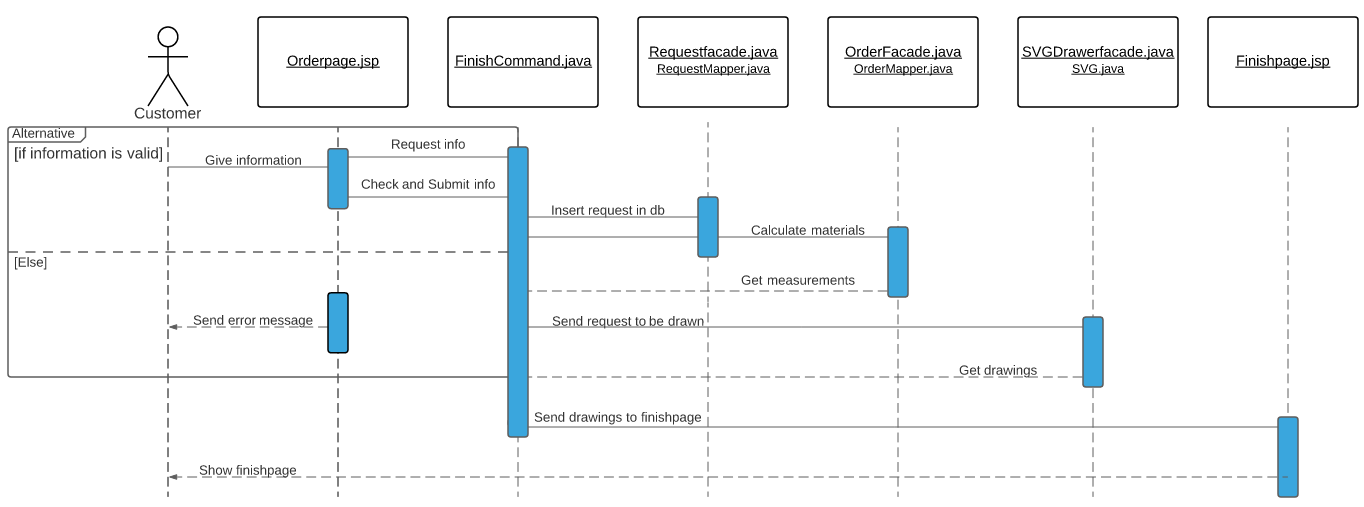 Orderpage.jsp
FinishCommand.java
Requestfacade.java
RequestMapper.java
OrderFacade.java
OrderMapper.java
SVGDrawerfacade.java
SVG.java
Finishpage.jsp
Customer
Alternative
[if information is valid]
Request info
Give information
Check and Submit info
Insert request in db
Calculate materials
[Else]
Get measurements
Send error message
Send request to be drawn
Get drawings
Send drawings to finishpage
Show finishpage